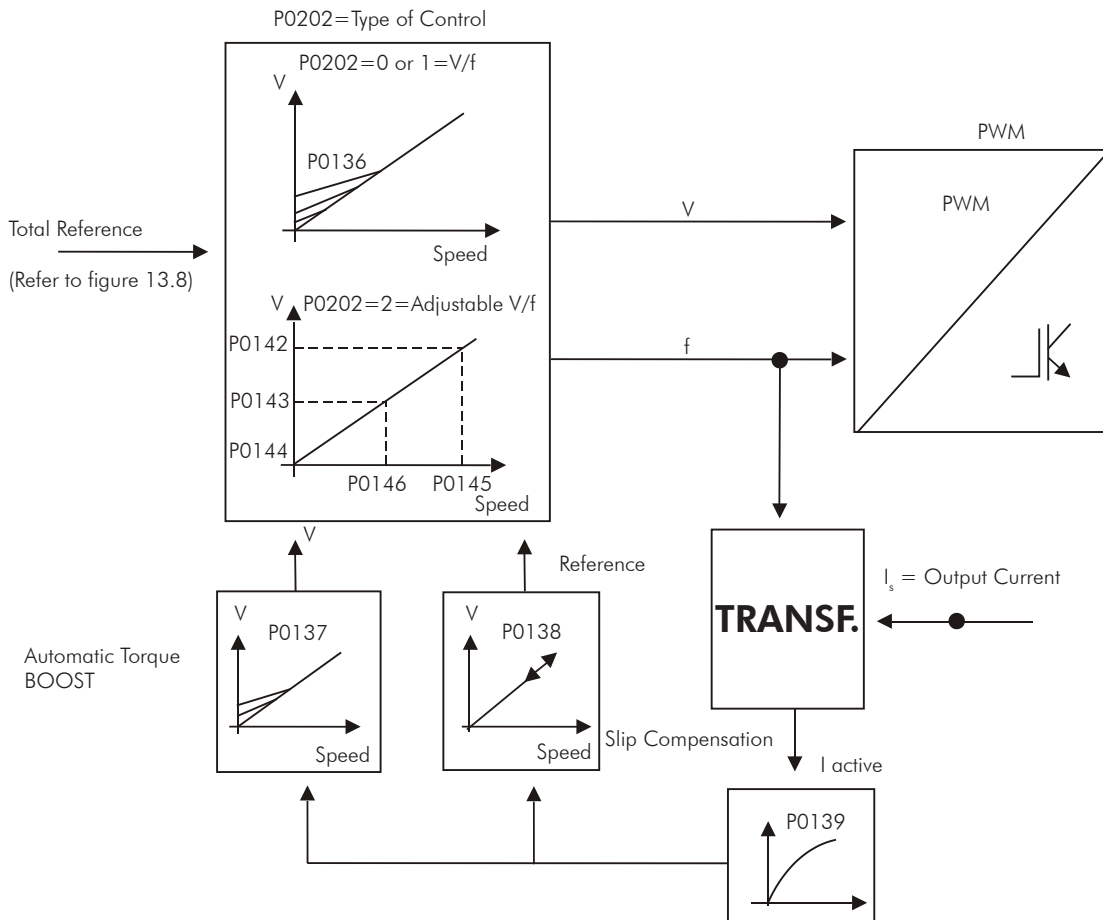 P0202=Type of Control
P0202=0 or 1=V/f
V
P0136
Speed
Total Reference
(Refer to figure 13.8)
V P0202=2=Adjustable V/f
P0142
P0143
P0144
P0146 P0145
Speed
V
f
PWM
PWM
V
Reference
TRANSF.
Is = Output Current
Automatic Torque
BOOST
V
P0137
Speed
V
P0138
Speed
Slip Compensation
I active
P0139